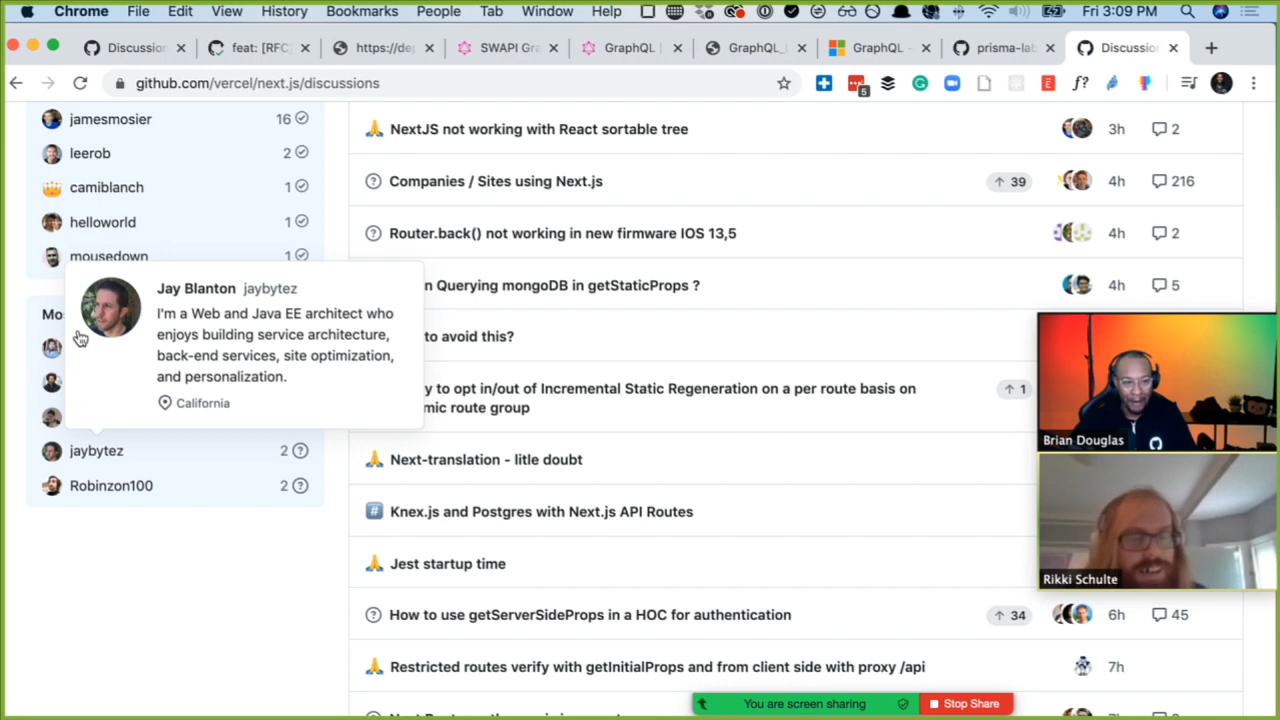 Chrome File Edit View History Bookmarks People Tab Window Help Fri 3:09 PM
Discussion feat: [RFC] https://de SWAPI Gra GraphQL | GraphQL_ GraphQL - prisma-la Discussio
github.com/vercel/next.js/discussions
5
jamesmosier 16
leerob 2
camiblanch 1
helloworld 1
mousedown 1
Mo
Jay Blanton jaybytez
I'm a Web and Java EE architect who
enjoys building service architecture,
back-end services, site optimization,
and personalization.
California
jaybytez 2
Robinzon100 2
NextJS not working with React sortable tree 3h 2
Companies / Sites using Next.js 39 4h 216
Router.back() not working in new firmware IOS 13,5 4h 2
n Querying mongoDB in getStaticProps ? 4h 5
to avoid this?
y to opt in/out of Incremental Static Regeneration on a per route basis on 1
mic route group
Next-translation - litle doubt
Knex.js and Postgres with Next.js API Routes
Jest startup time
How to use getServerSideProps in a HOC for authentication 34 6h 45
Restricted routes verify with getInitialProps and from client side with proxy /api 7h
Brian Douglas
Rikki Schulte
You are screen sharing Stop Share